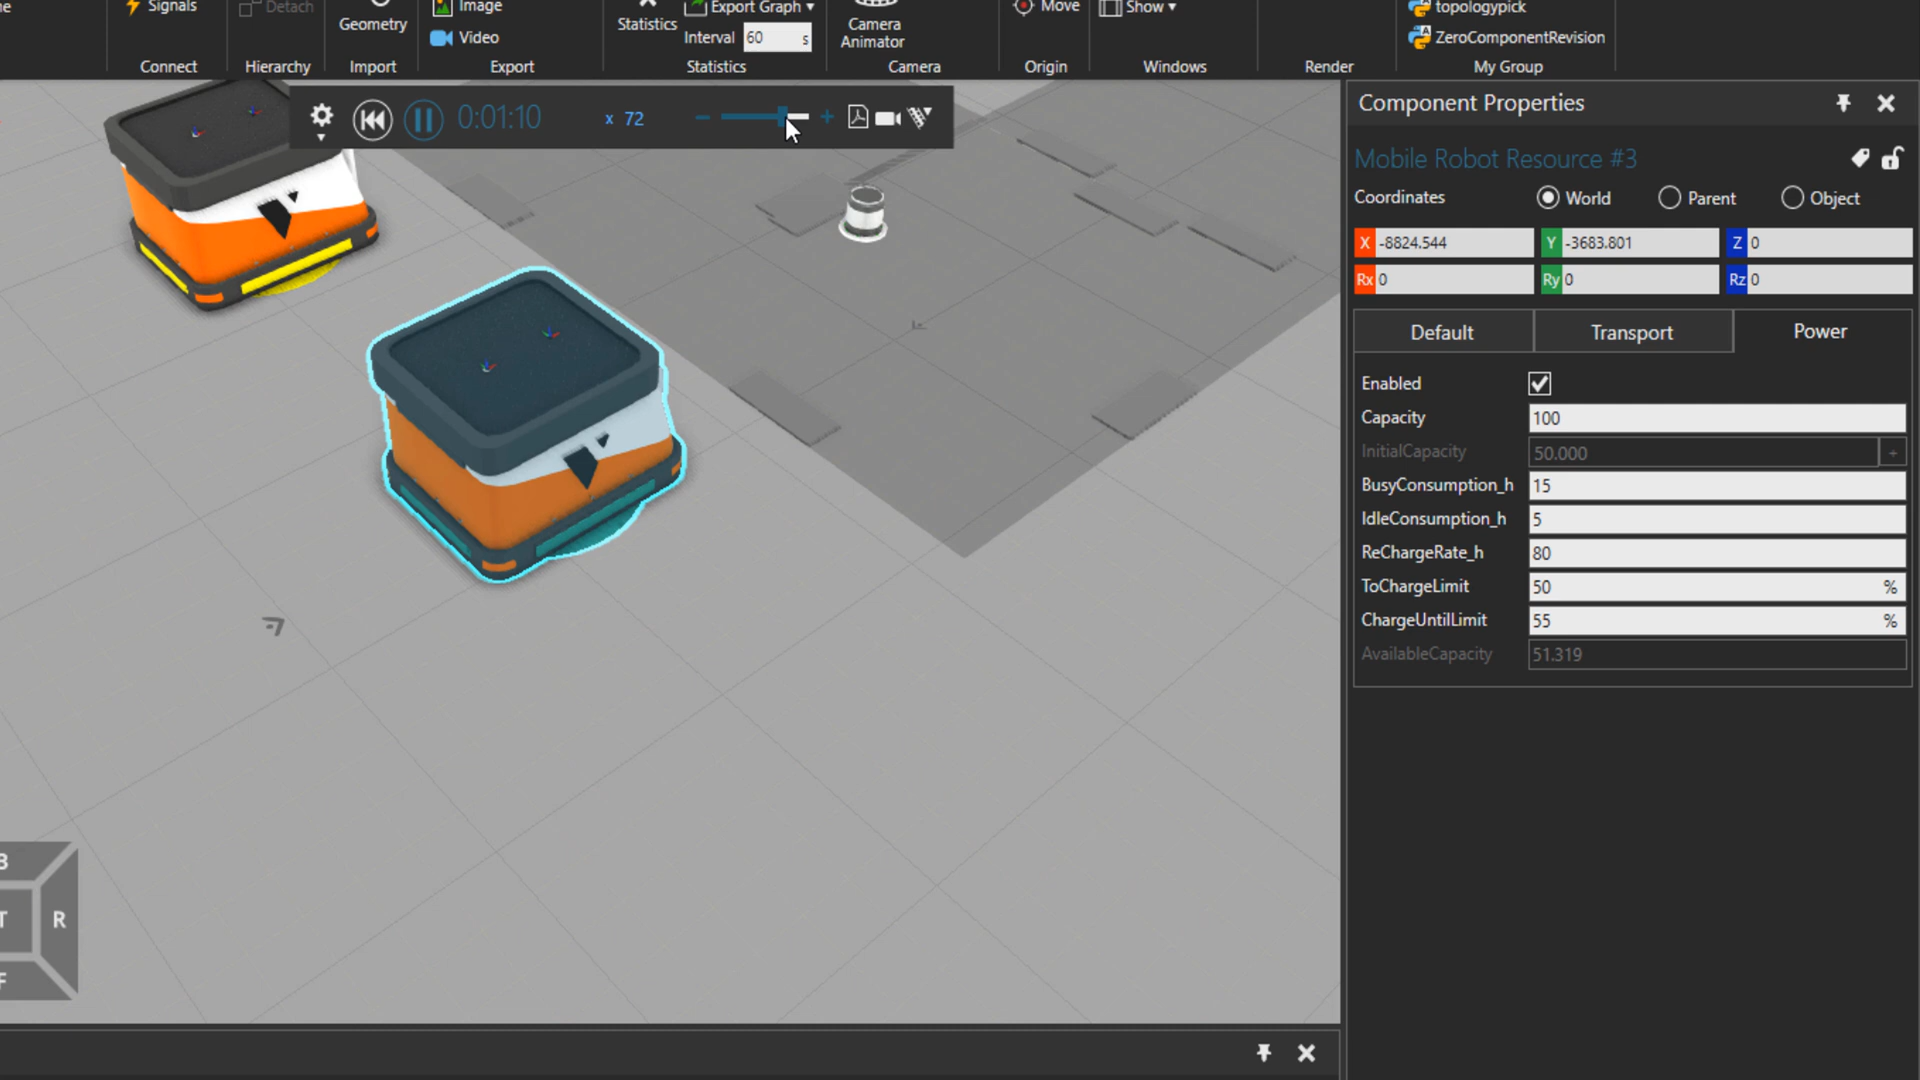 Signals
Detach
Geometry
Image
Video
Statistics
Export Graph
Interval 60 s
Camera
Animator
Move
Show
topologypick
ZeroComponentRevision
Connect
Hierarchy
Import
Export
Statistics
Camera
Origin
Windows
Render
My Group
0:01:10
x 72
Component Properties
Mobile Robot Resource #3
Coordinates
World
Parent
Object
X -8824.544
Y -3683.801
Z 0
Rx 0
Ry 0
Rz 0
Default
Transport
Power
Enabled
Capacity 100
InitialCapacity 50.000 +
BusyConsumption_h 15
IdleConsumption_h 5
ReChargeRate_h 80
ToChargeLimit 50 %
ChargeUntilLimit 55 %
AvailableCapacity 51.319
R